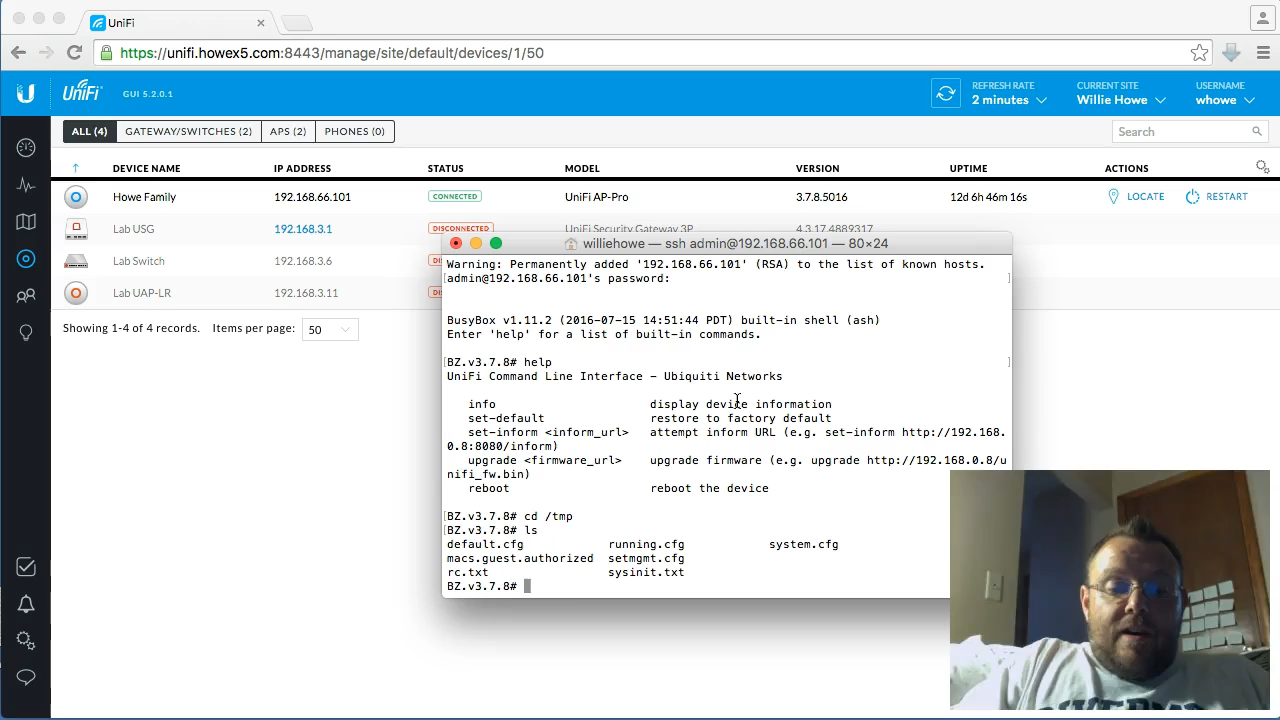 UniFi
https://unifi.howex5.com:8443/manage/site/default/devices/1/50
UniFi GUI 5.2.0.1 REFRESH RATE CURRENT SITE USERNAME
2 minutes Willie Howe whowe
ALL (4) GATEWAY/SWITCHES (2) APS (2) PHONES (0) Search
DEVICE NAME IP ADDRESS STATUS MODEL VERSION UPTIME ACTIONS
Howe Family 192.168.66.101 CONNECTED UniFi AP-Pro 3.7.8.5016 12d 6h 46m 16s LOCATE RESTART
Lab USG 192.168.3.1 DISCONNECTED UniFi Security Gateway 3P 4.3.17.4889317
Lab Switch 192.168.3.6
Lab UAP-LR 192.168.3.11
Showing 1-4 of 4 records. Items per page: 50
williehowe — ssh admin@192.168.66.101 — 80×24
Warning: Permanently added '192.168.66.101' (RSA) to the list of known hosts.
[admin@192.168.66.101's password: ]
BusyBox v1.11.2 (2016-07-15 14:51:44 PDT) built-in shell (ash)
Enter 'help' for a list of built-in commands.
[BZ.v3.7.8# help ]
UniFi Command Line Interface - Ubiquiti Networks
info display device information
set-default restore to factory default
set-inform <inform_url> attempt inform URL (e.g. set-inform http://192.168.
0.8:8080/inform)
upgrade <firmware_url> upgrade firmware (e.g. upgrade http://192.168.0.8/u
nifi_fw.bin)
reboot reboot the device
[BZ.v3.7.8# cd /tmp
[BZ.v3.7.8# ls
default.cfg running.cfg system.cfg
macs.guest.authorized setmgmt.cfg
rc.txt sysinit.txt
BZ.v3.7.8#